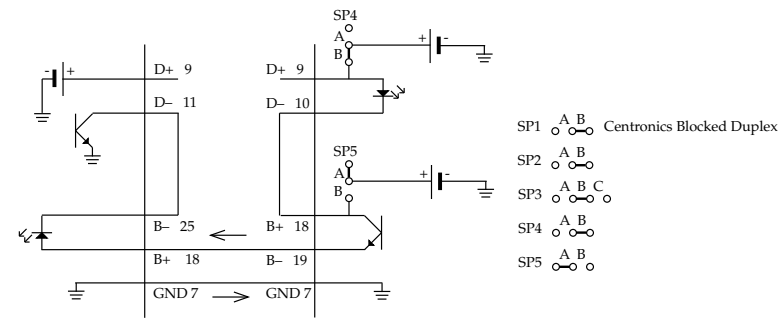 SP4
A
B
+ -
- +
D+ 9
D+ 9
D– 11
D– 10
SP5
A
B
+ -
B– 25
B+ 18
B+ 18
B– 19
GND 7
GND 7
SP1 A B Centronics Blocked Duplex
SP2 A B
SP3 A B C
SP4 A B
SP5 A B